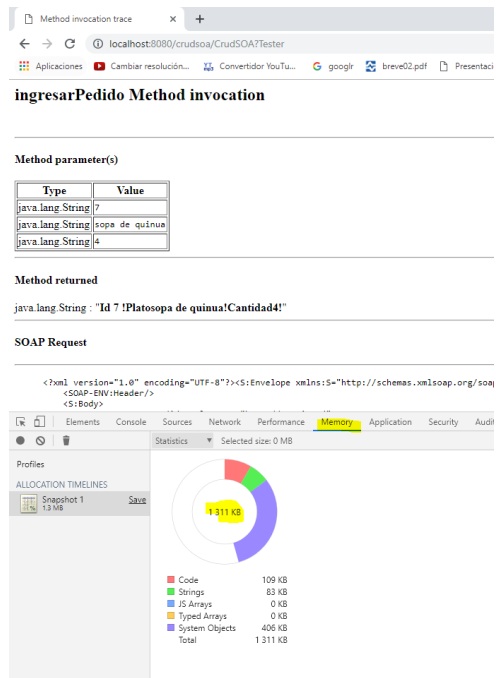 Method invocation trace
localhost:8080/crudsoa/CrudSOA?Tester
Aplicaciones Cambiar resolución... Convertidor YouTu... googlr breve02.pdf Presentaci
ingresarPedido Method invocation
Method parameter(s)
Type Value
java.lang.String 7
java.lang.String sopa de quinua
java.lang.String 4
Method returned
java.lang.String : "Id 7 !Platosopa de quinua!Cantidad4!"
SOAP Request
<?xml version="1.0" encoding="UTF-8"?><S:Envelope xmlns:S="http://schemas.xmlsoap.org/soap
<SOAP-ENV:Header/>
<S:Body>
Elements Console Sources Network Performance Memory Application Security Audit
Statistics ▼ Selected size: 0 MB
Profiles
ALLOCATION TIMELINES
Snapshot 1 Save
1.3 MB
1 311 KB
Code 109 KB
Strings 83 KB
JS Arrays 0 KB
Typed Arrays 0 KB
System Objects 406 KB
Total 1 311 KB